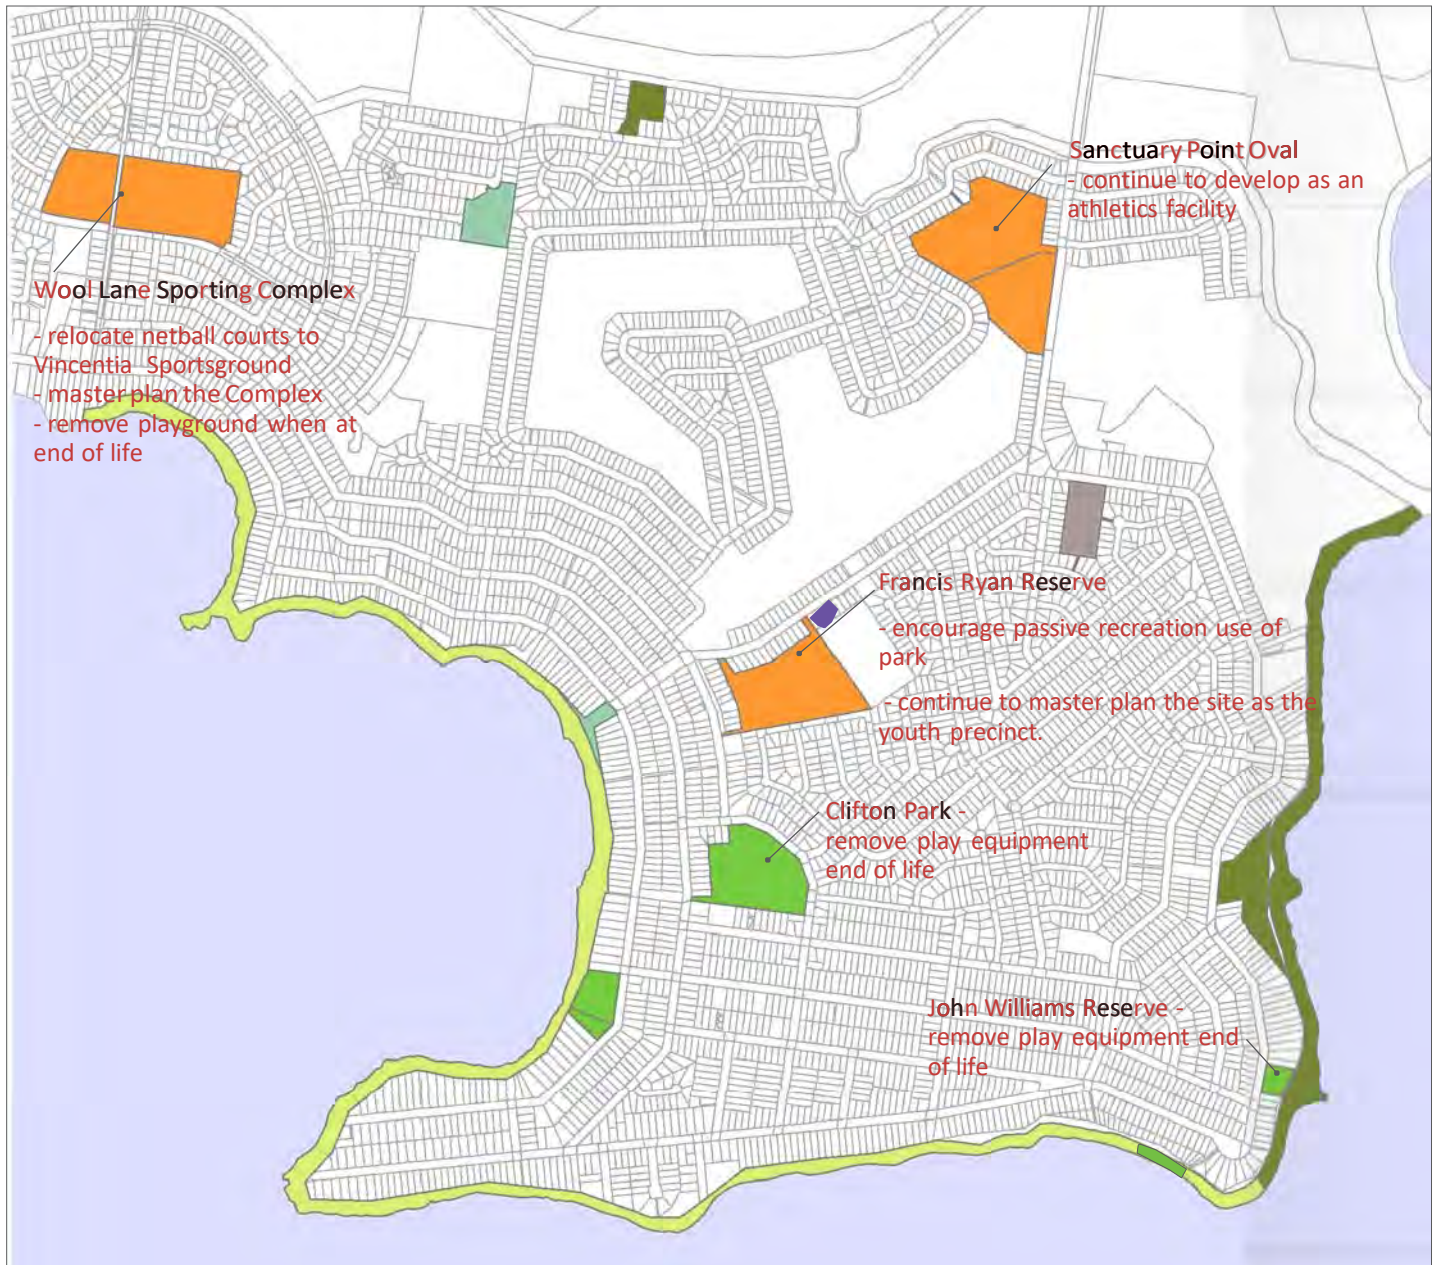 Sanctuary Point Oval
- continue to develop as an
athletics facility
Wool Lane Sporting Complex
- relocate netball courts to
Vincentia Sportsground
- master plan the Complex
- remove playground when at
end of life
Francis Ryan Reserve
- encourage passive recreation use of
park
- continue to master plan the site as the
youth precinct.
Clifton Park -
remove play equipment
end of life
John Williams Reserve -
remove play equipment end
of life